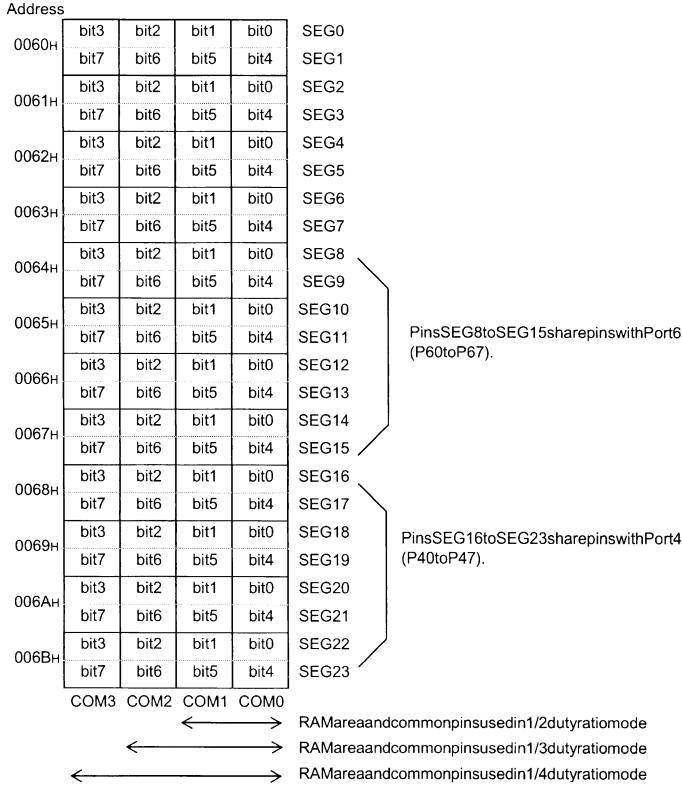 Address
bit3 bit2 bit1 bit0 SEG0
0060H
bit7 bit6 bit5 bit4 SEG1
bit3 bit2 bit1 bit0 SEG2
0061H
bit7 bit6 bit5 bit4 SEG3
bit3 bit2 bit1 bit0 SEG4
0062H
bit7 bit6 bit5 bit4 SEG5
bit3 bit2 bit1 bit0 SEG6
0063H
bit7 bit6 bit5 bit4 SEG7
bit3 bit2 bit1 bit0 SEG8
0064H
bit7 bit6 bit5 bit4 SEG9
bit3 bit2 bit1 bit0 SEG10
0065H
bit7 bit6 bit5 bit4 SEG11
PinsSEG8toSEG15sharepinswithPort6
(P60toP67).
bit3 bit2 bit1 bit0 SEG12
0066H
bit7 bit6 bit5 bit4 SEG13
bit3 bit2 bit1 bit0 SEG14
0067H
bit7 bit6 bit5 bit4 SEG15
bit3 bit2 bit1 bit0 SEG16
0068H
bit7 bit6 bit5 bit4 SEG17
bit3 bit2 bit1 bit0 SEG18
0069H
bit7 bit6 bit5 bit4 SEG19
PinsSEG16toSEG23sharepinswithPort4
(P40toP47).
bit3 bit2 bit1 bit0 SEG20
006AH
bit7 bit6 bit5 bit4 SEG21
bit3 bit2 bit1 bit0 SEG22
006BH
bit7 bit6 bit5 bit4 SEG23
COM3 COM2 COM1 COM0
RAMareaandcommonpinsusedin1/2dutyratiomode
RAMareaandcommonpinsusedin1/3dutyratiomode
RAMareaandcommonpinsusedin1/4dutyratiomode